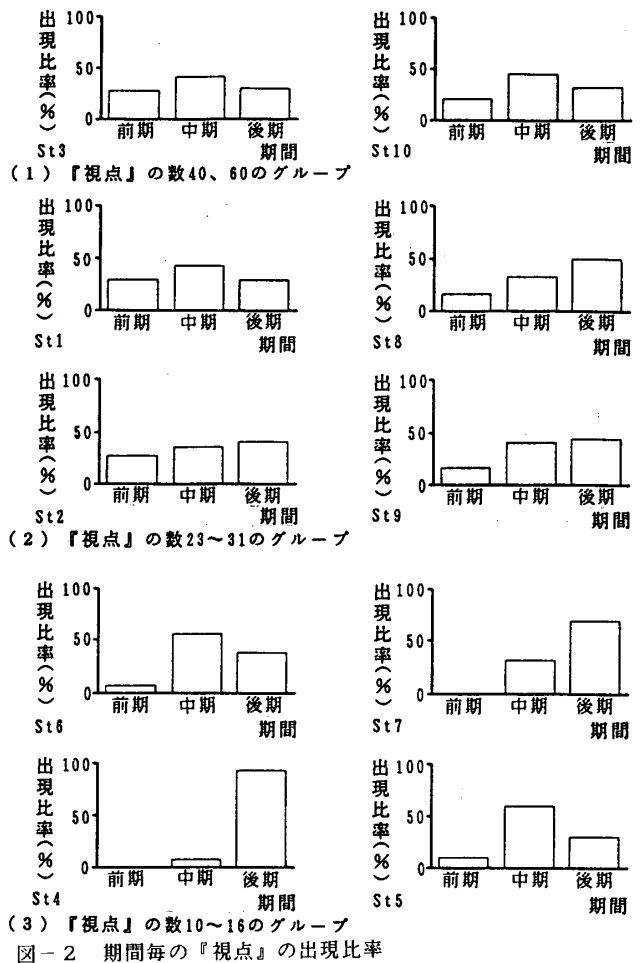 出現比率(%)
100
50
0
前期 中期 後期
St3 期間
出現比率(%)
100
50
0
前期 中期 後期
St10 期間
(1)『視点』の数40、60のグループ
出現比率(%)
100
50
0
前期 中期 後期
St1 期間
出現比率(%)
100
50
0
前期 中期 後期
St8 期間
出現比率(%)
100
50
0
前期 中期 後期
St2 期間
出現比率(%)
100
50
0
前期 中期 後期
St9 期間
(2)『視点』の数23~31のグループ
出現比率(%)
100
50
0
前期 中期 後期
St6 期間
出現比率(%)
100
50
0
前期 中期 後期
St7 期間
出現比率(%)
100
50
0
前期 中期 後期
St4 期間
出現比率(%)
100
50
0
前期 中期 後期
St5 期間
(3)『視点』の数10~16のグループ
図-2 期間毎の『視点』の出現比率